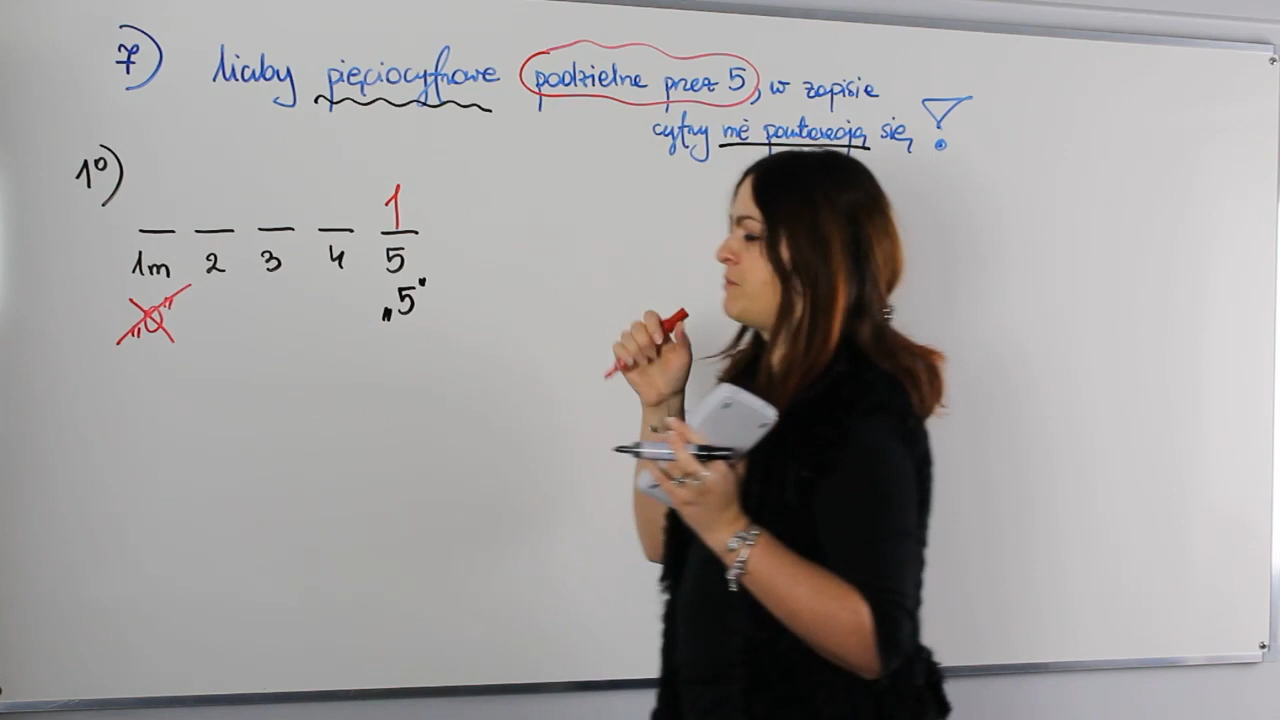 7) liczby pięciocyfrowe podzielne przez 5, w zapisie
cyfry nie powtarzają się !
1°)
1
1m 2 3 4 5
"0" „5"